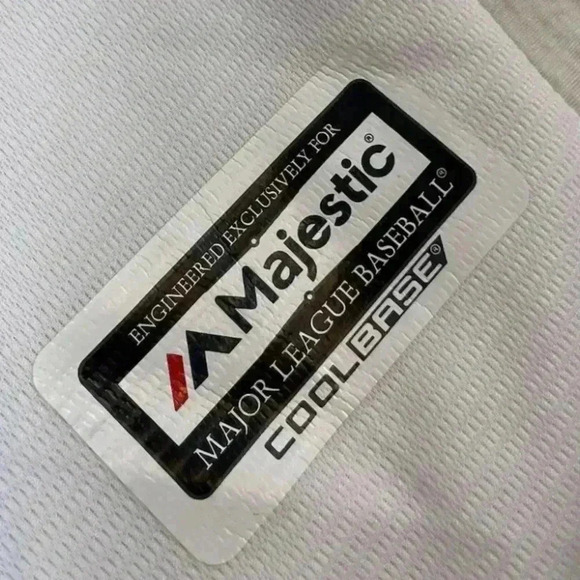 ENGINEERED EXCLUSIVELY FOR
Majestic®
MAJOR LEAGUE BASEBALL®
COOLBASE®